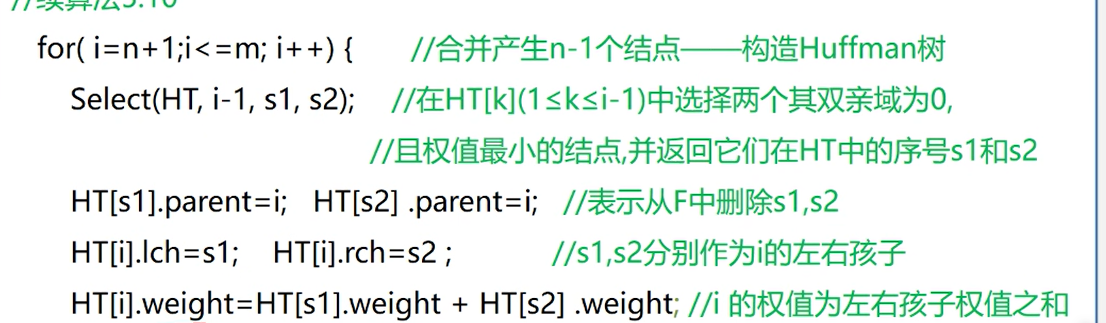 //续算法5.10
for( i=n+1;i<=m; i++) { //合并产生n-1个结点——构造Huffman树
Select(HT, i-1, s1, s2); //在HT[k](1≤k≤i-1)中选择两个其双亲域为0,
//且权值最小的结点,并返回它们在HT中的序号s1和s2
HT[s1].parent=i; HT[s2] .parent=i; //表示从F中删除s1,s2
HT[i].lch=s1; HT[i].rch=s2 ; //s1,s2分别作为i的左右孩子
HT[i].weight=HT[s1].weight + HT[s2] .weight; //i 的权值为左右孩子权值之和